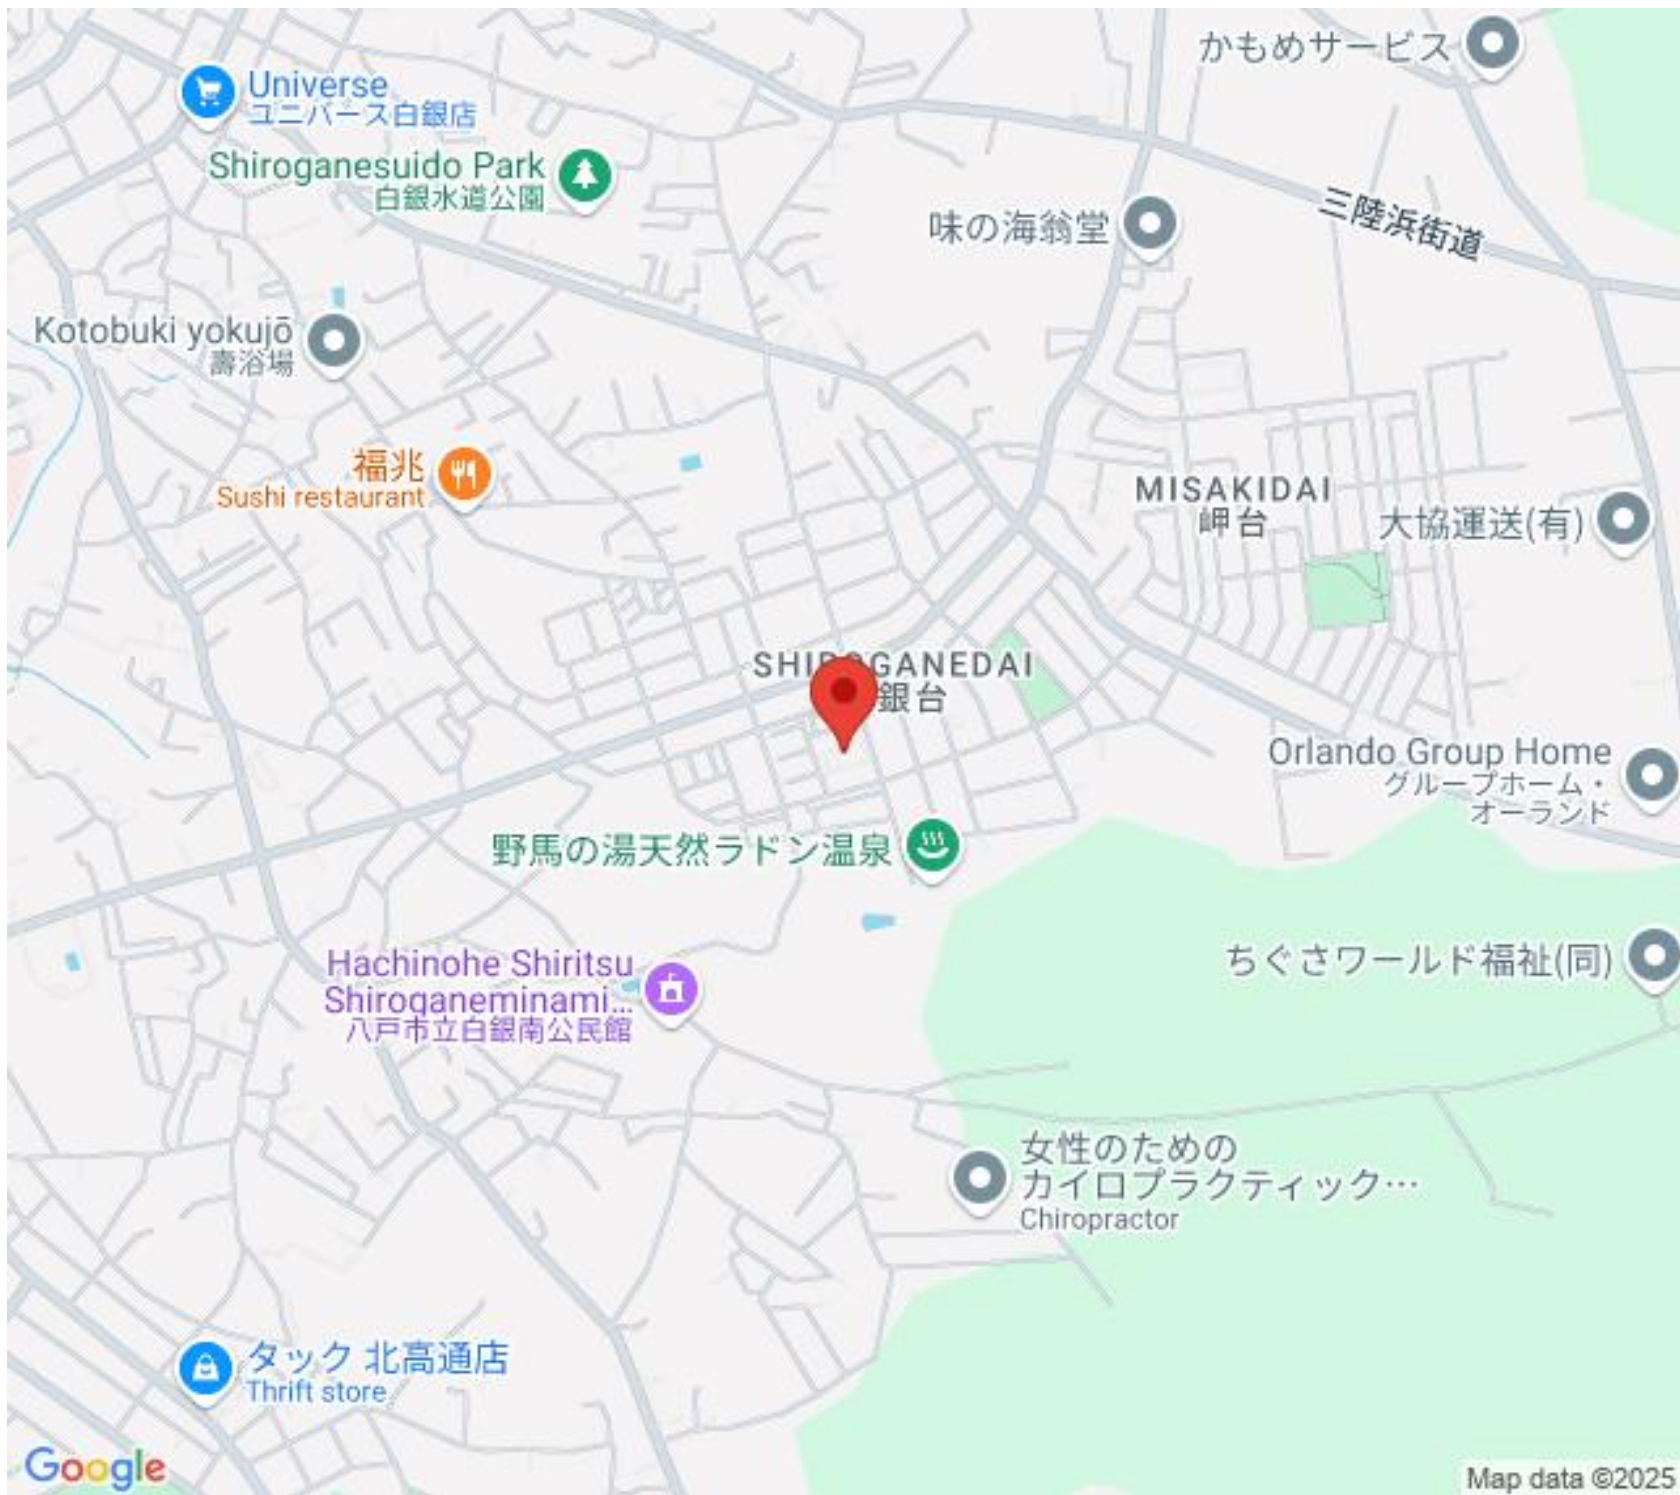 かもめサービス
Universe
ユニバース白銀店
Shiroganesuido Park
白銀水道公園
味の海翁堂
三陸浜街道
Kotobuki yokujō
壽浴場
福兆
Sushi restaurant
MISAKIDAI
岬台
大協運送(有)
SHIROGANEDAI
銀台
Orlando Group Home
グループホーム・
オーランド
野馬の湯天然ラドン温泉
Hachinohe Shiritsu
Shiroganeminami...
八戸市立白銀南公民館
ちぐさワールド福祉(同)
女性のための
カイロプラクティック…
Chiropractor
タック 北高通店
Thrift store
Google
Map data ©2025